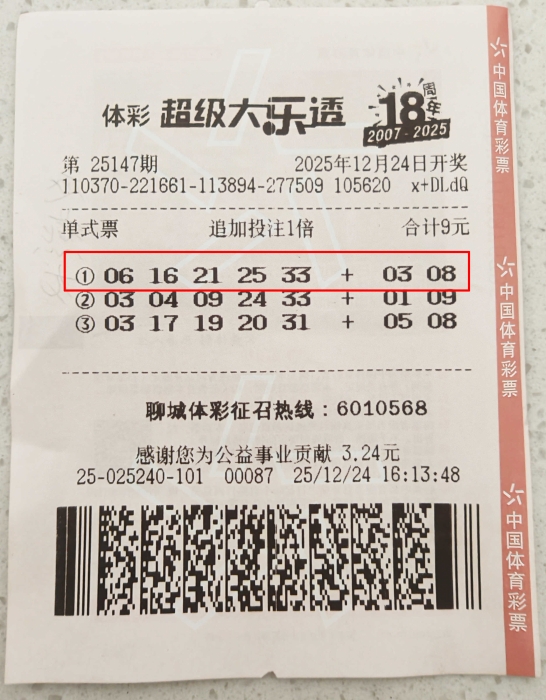 体彩 超级大乐透 18周年
2007-2025
第 25147期 2025年12月24日开奖
110370-221661-113894-277509 105620 x+DLdQ
单式票 追加投注1倍 合计9元
① 06 16 21 25 33 + 03 08
② 03 04 09 24 33 + 01 09
③ 03 17 19 20 31 + 05 08
聊城体彩征召热线：6010568
感谢您为公益事业贡献 3.24元
25-025240-101 00087 25/12/24 16:13:48
中国体育彩票
中国体育彩票
中国体育彩票